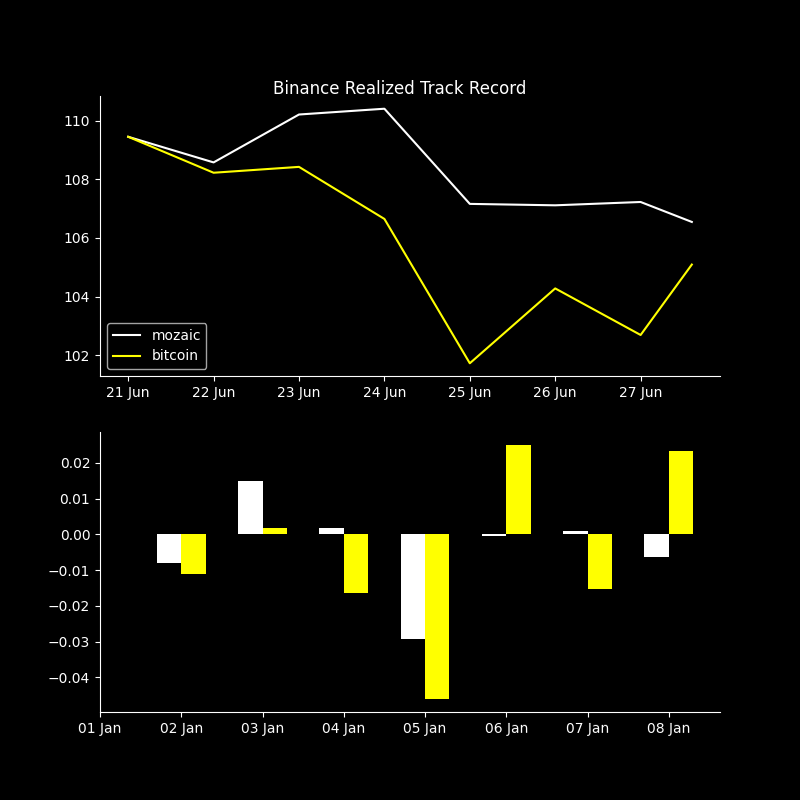 Binance Realized Track Record
110
108
106
104
102
mozaic
bitcoin
21 Jun 22 Jun 23 Jun 24 Jun 25 Jun 26 Jun 27 Jun
0.02
0.01
0.00
−0.01
−0.02
−0.03
−0.04
01 Jan 02 Jan 03 Jan 04 Jan 05 Jan 06 Jan 07 Jan 08 Jan